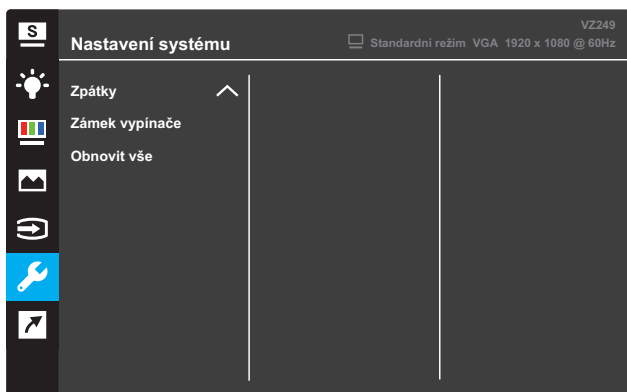 S
VZ249
Nastavení systému
Standardní režim VGA 1920 x 1080 @ 60Hz
Zpátky
Zámek vypínače
Obnovit vše